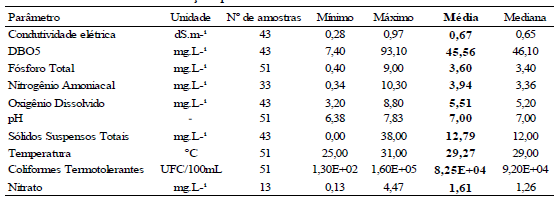 Parâmetro Unidade Nº de amostras Mínimo Máximo Média Mediana
Condutividade elétrica dS.m-¹ 43 0,28 0,97 0,67 0,65
DBO5 mg.L-¹ 43 7,40 93,10 45,56 46,10
Fósforo Total mg.L-¹ 51 0,40 9,00 3,60 3,40
Nitrogênio Amoniacal mg.L-¹ 33 0,34 10,30 3,94 3,36
Oxigênio Dissolvido mg.L-¹ 43 3,20 8,80 5,51 5,20
pH - 51 6,38 7,83 7,00 7,00
Sólidos Suspensos Totais mg.L-¹ 43 0,00 38,00 12,79 12,00
Temperatura °C 51 25,00 31,00 29,27 29,00
Coliformes Termotolerantes UFC/100mL 51 1,30E+02 1,60E+05 8,25E+04 9,20E+04
Nitrato mg.L-¹ 13 0,13 4,47 1,61 1,26